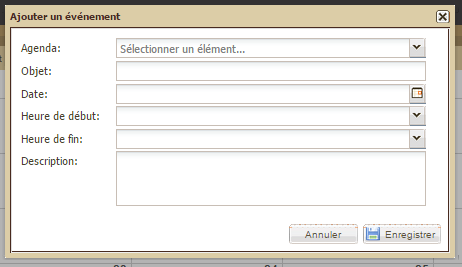 Ajouter un événement
Agenda: Sélectionner un élément...
Objet:
Date:
Heure de début:
Heure de fin:
Description:
Annuler Enregistrer